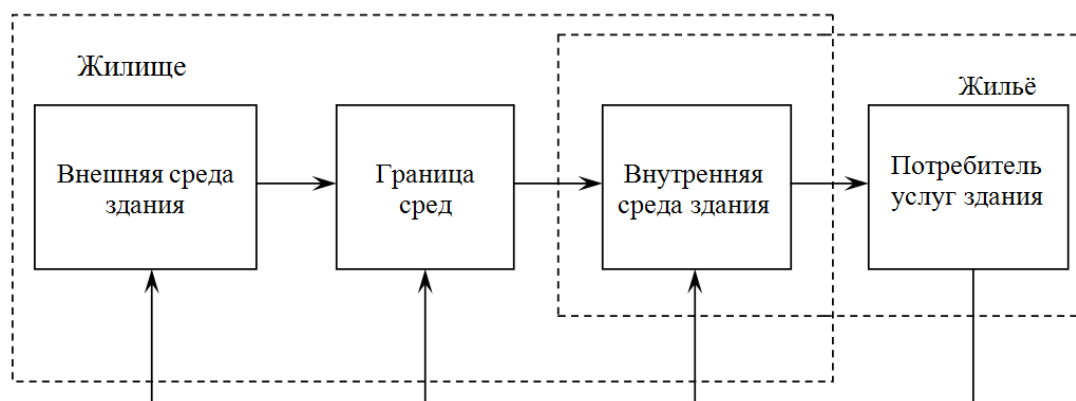 Жилище
Жильё
Внешняя среда
здания
Граница
сред
Внутренняя
среда здания
Потребитель
услуг здания